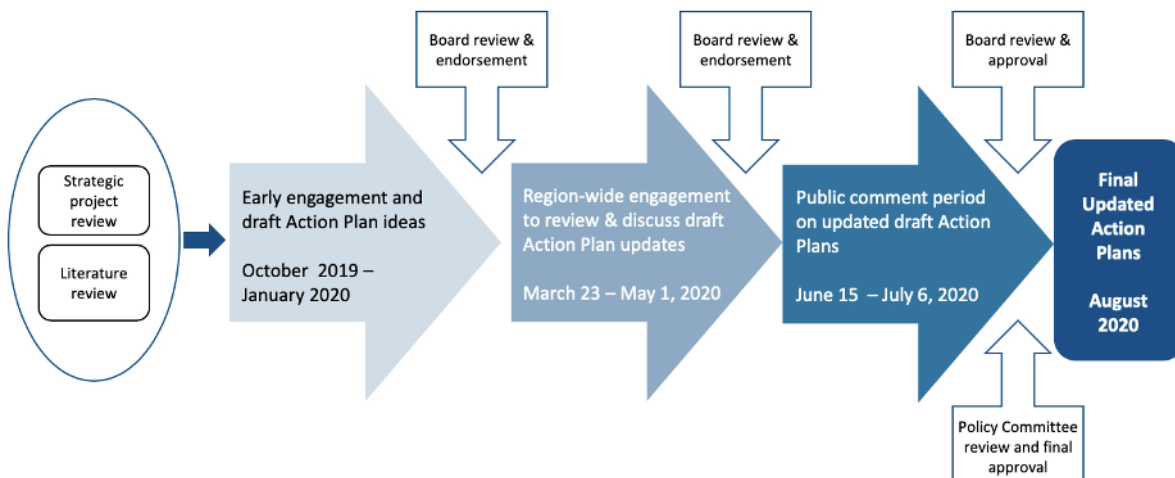 Board review &
endorsement
Board review &
endorsement
Board review &
approval
Strategic
project
review
Literature
review
Early engagement and
draft Action Plan ideas
October 2019 –
January 2020
Region-wide engagement
to review & discuss draft
Action Plan updates
March 23 – May 1, 2020
Public comment period
on updated draft Action
Plans
June 15 – July 6, 2020
Final
Updated
Action
Plans
August
2020
Policy Committee
review and final
approval